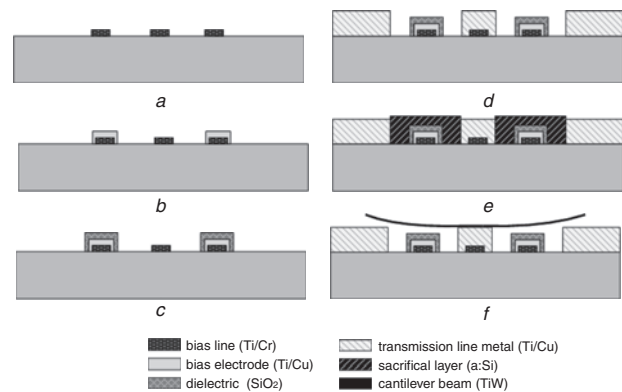 a
d
b
e
c
f
bias line (Ti/Cr)
bias electrode (Ti/Cu)
dielectric (SiO2)
transmission line metal (Ti/Cu)
sacrifical layer (a:Si)
cantilever beam (TiW)